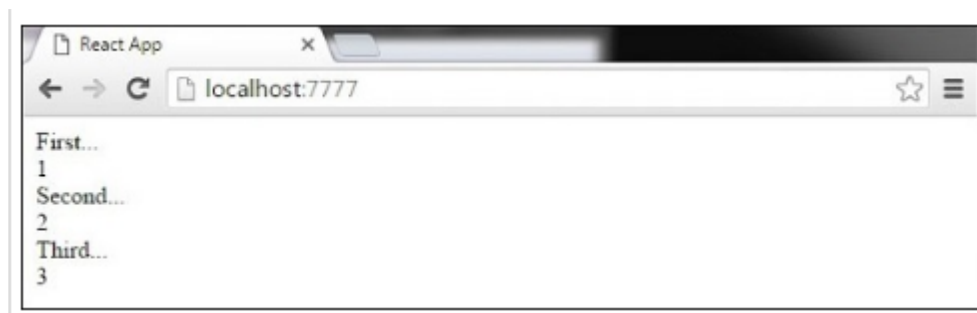 React App
localhost:7777
First...
1
Second...
2
Third...
3